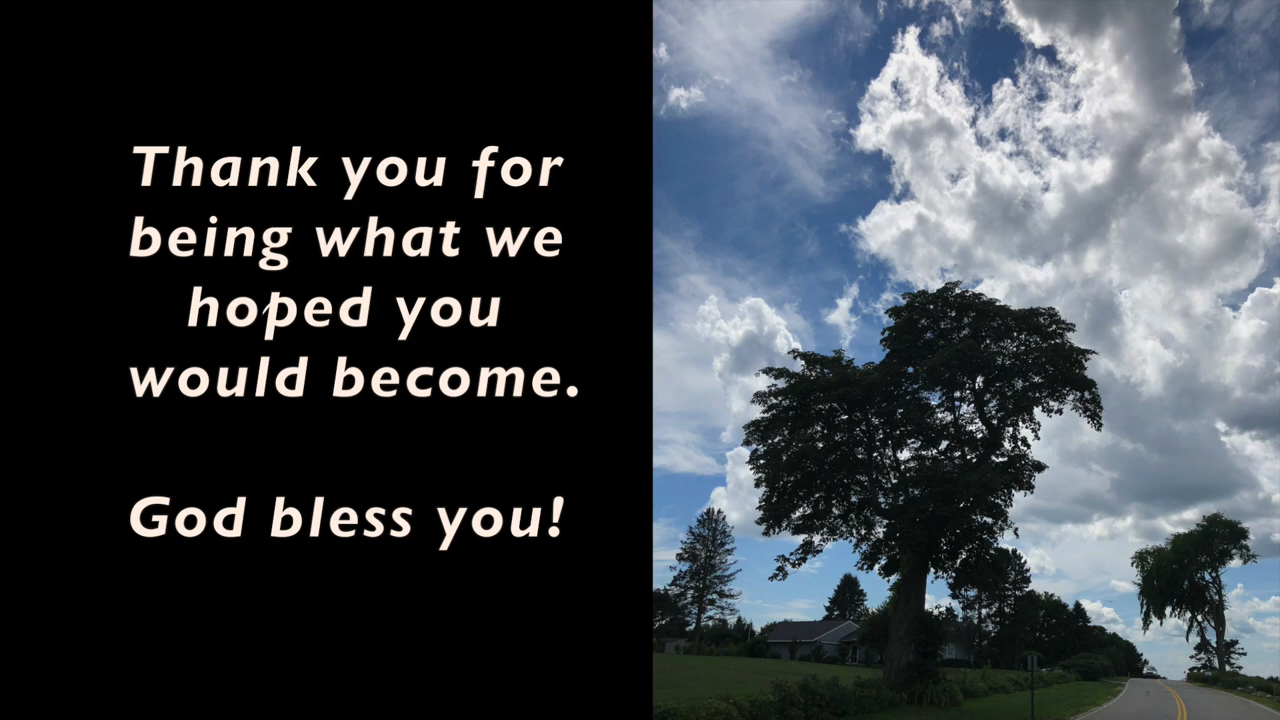 Thank you for
being what we
hoped you
would become.
God bless you!